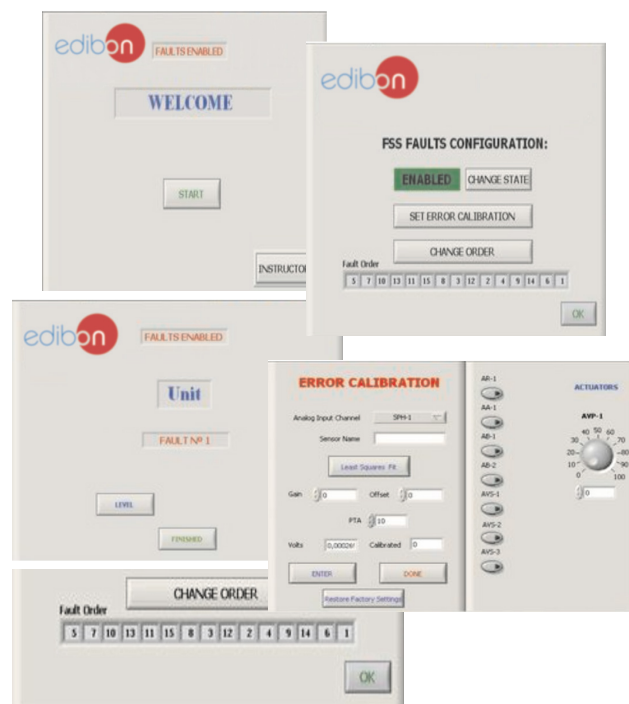 edibon
FAULTS ENABLED
WELCOME
START
INSTRUCTO
edibon
FSS FAULTS CONFIGURATION:
ENABLED CHANGE STATE
SET ERROR CALIBRATION
CHANGE ORDER
Fault Order
5 7 10 13 11 15 8 3 12 2 4 9 14 6 1
OK
edibon
FAULTS ENABLED
Unit
FAULT Nº 1
LEVEL
FINISHED
ERROR CALIBRATION
Analog Input Channel SPH-1
Sensor Name
Least Squares Fit
Gain 0 Offset 0
PTA 10
Volts 0,00026 Calibrated 0
ENTER DONE
Restore Factory Settings
AR-1
AA-1
AB-1
AB-2
AVS-1
AVS-2
AVS-3
ACTUATORS
AVP-1
0 10 20 30 40 50 60 70 80 90 100
0
CHANGE ORDER
Fault Order
5 7 10 13 11 15 8 3 12 2 4 9 14 6 1
OK